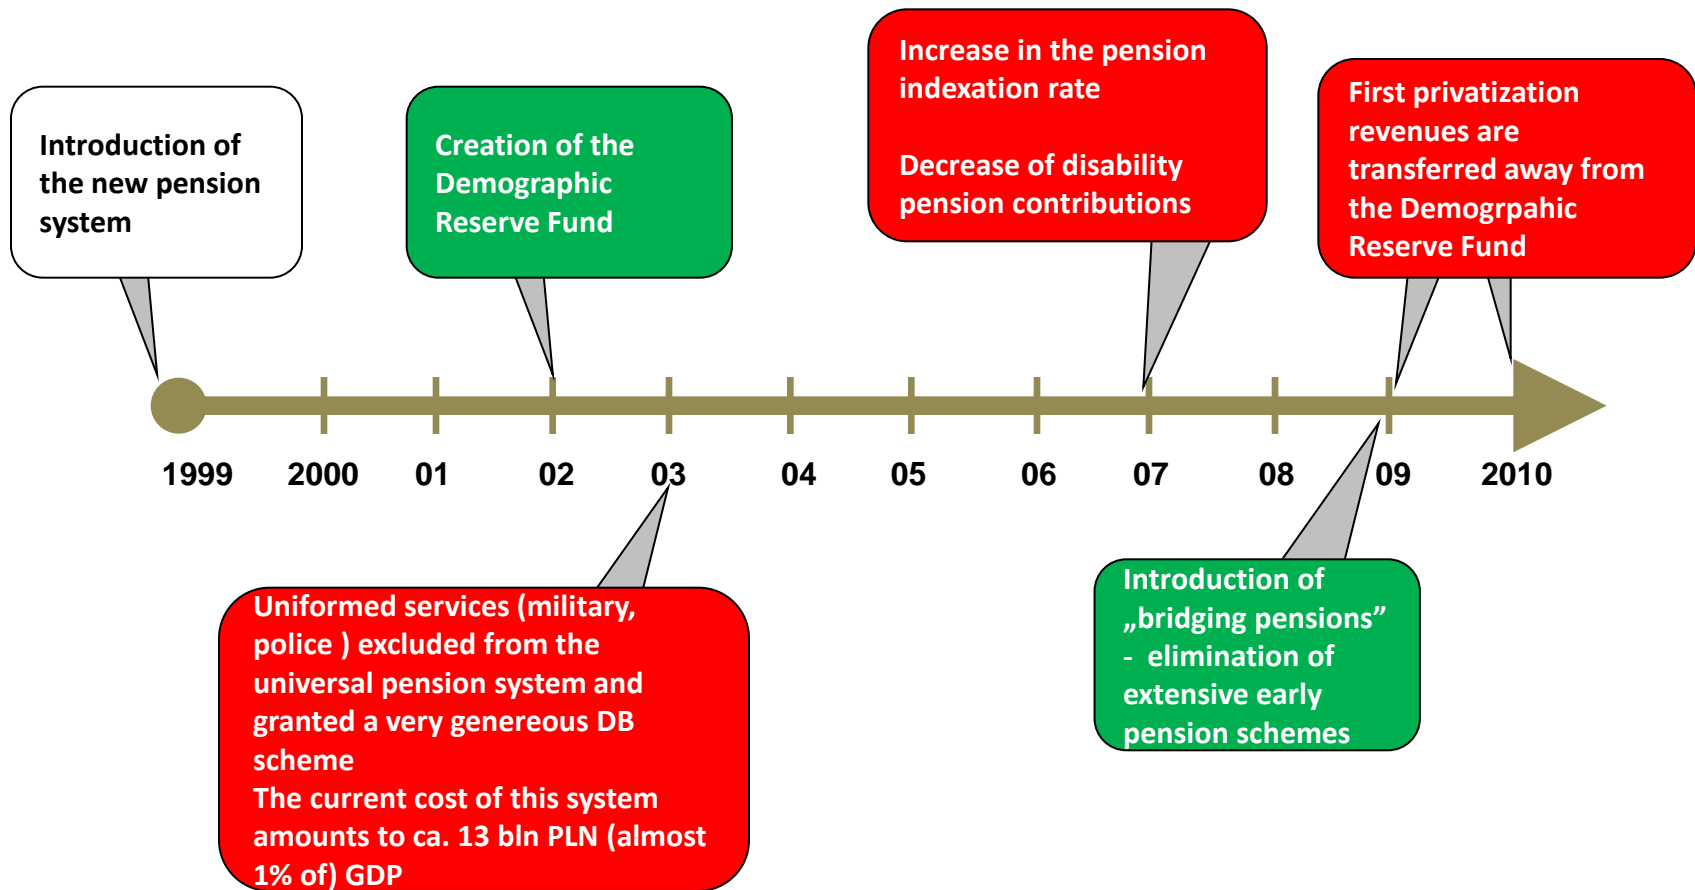 Introduction of
the new pension
system
Creation of the
Demographic
Reserve Fund
Increase in the pension
indexation rate
Decrease of disability
pension contributions
First privatization
revenues are
transferred away from
the Demogrpahic
Reserve Fund
1999 2000 01 02 03 04 05 06 07 08 09 2010
Uniformed services (military,
police ) excluded from the
universal pension system and
granted a very genereous DB
scheme
The current cost of this system
amounts to ca. 13 bln PLN (almost
1% of) GDP
Introduction of
„bridging pensions”
- elimination of
extensive early
pension schemes